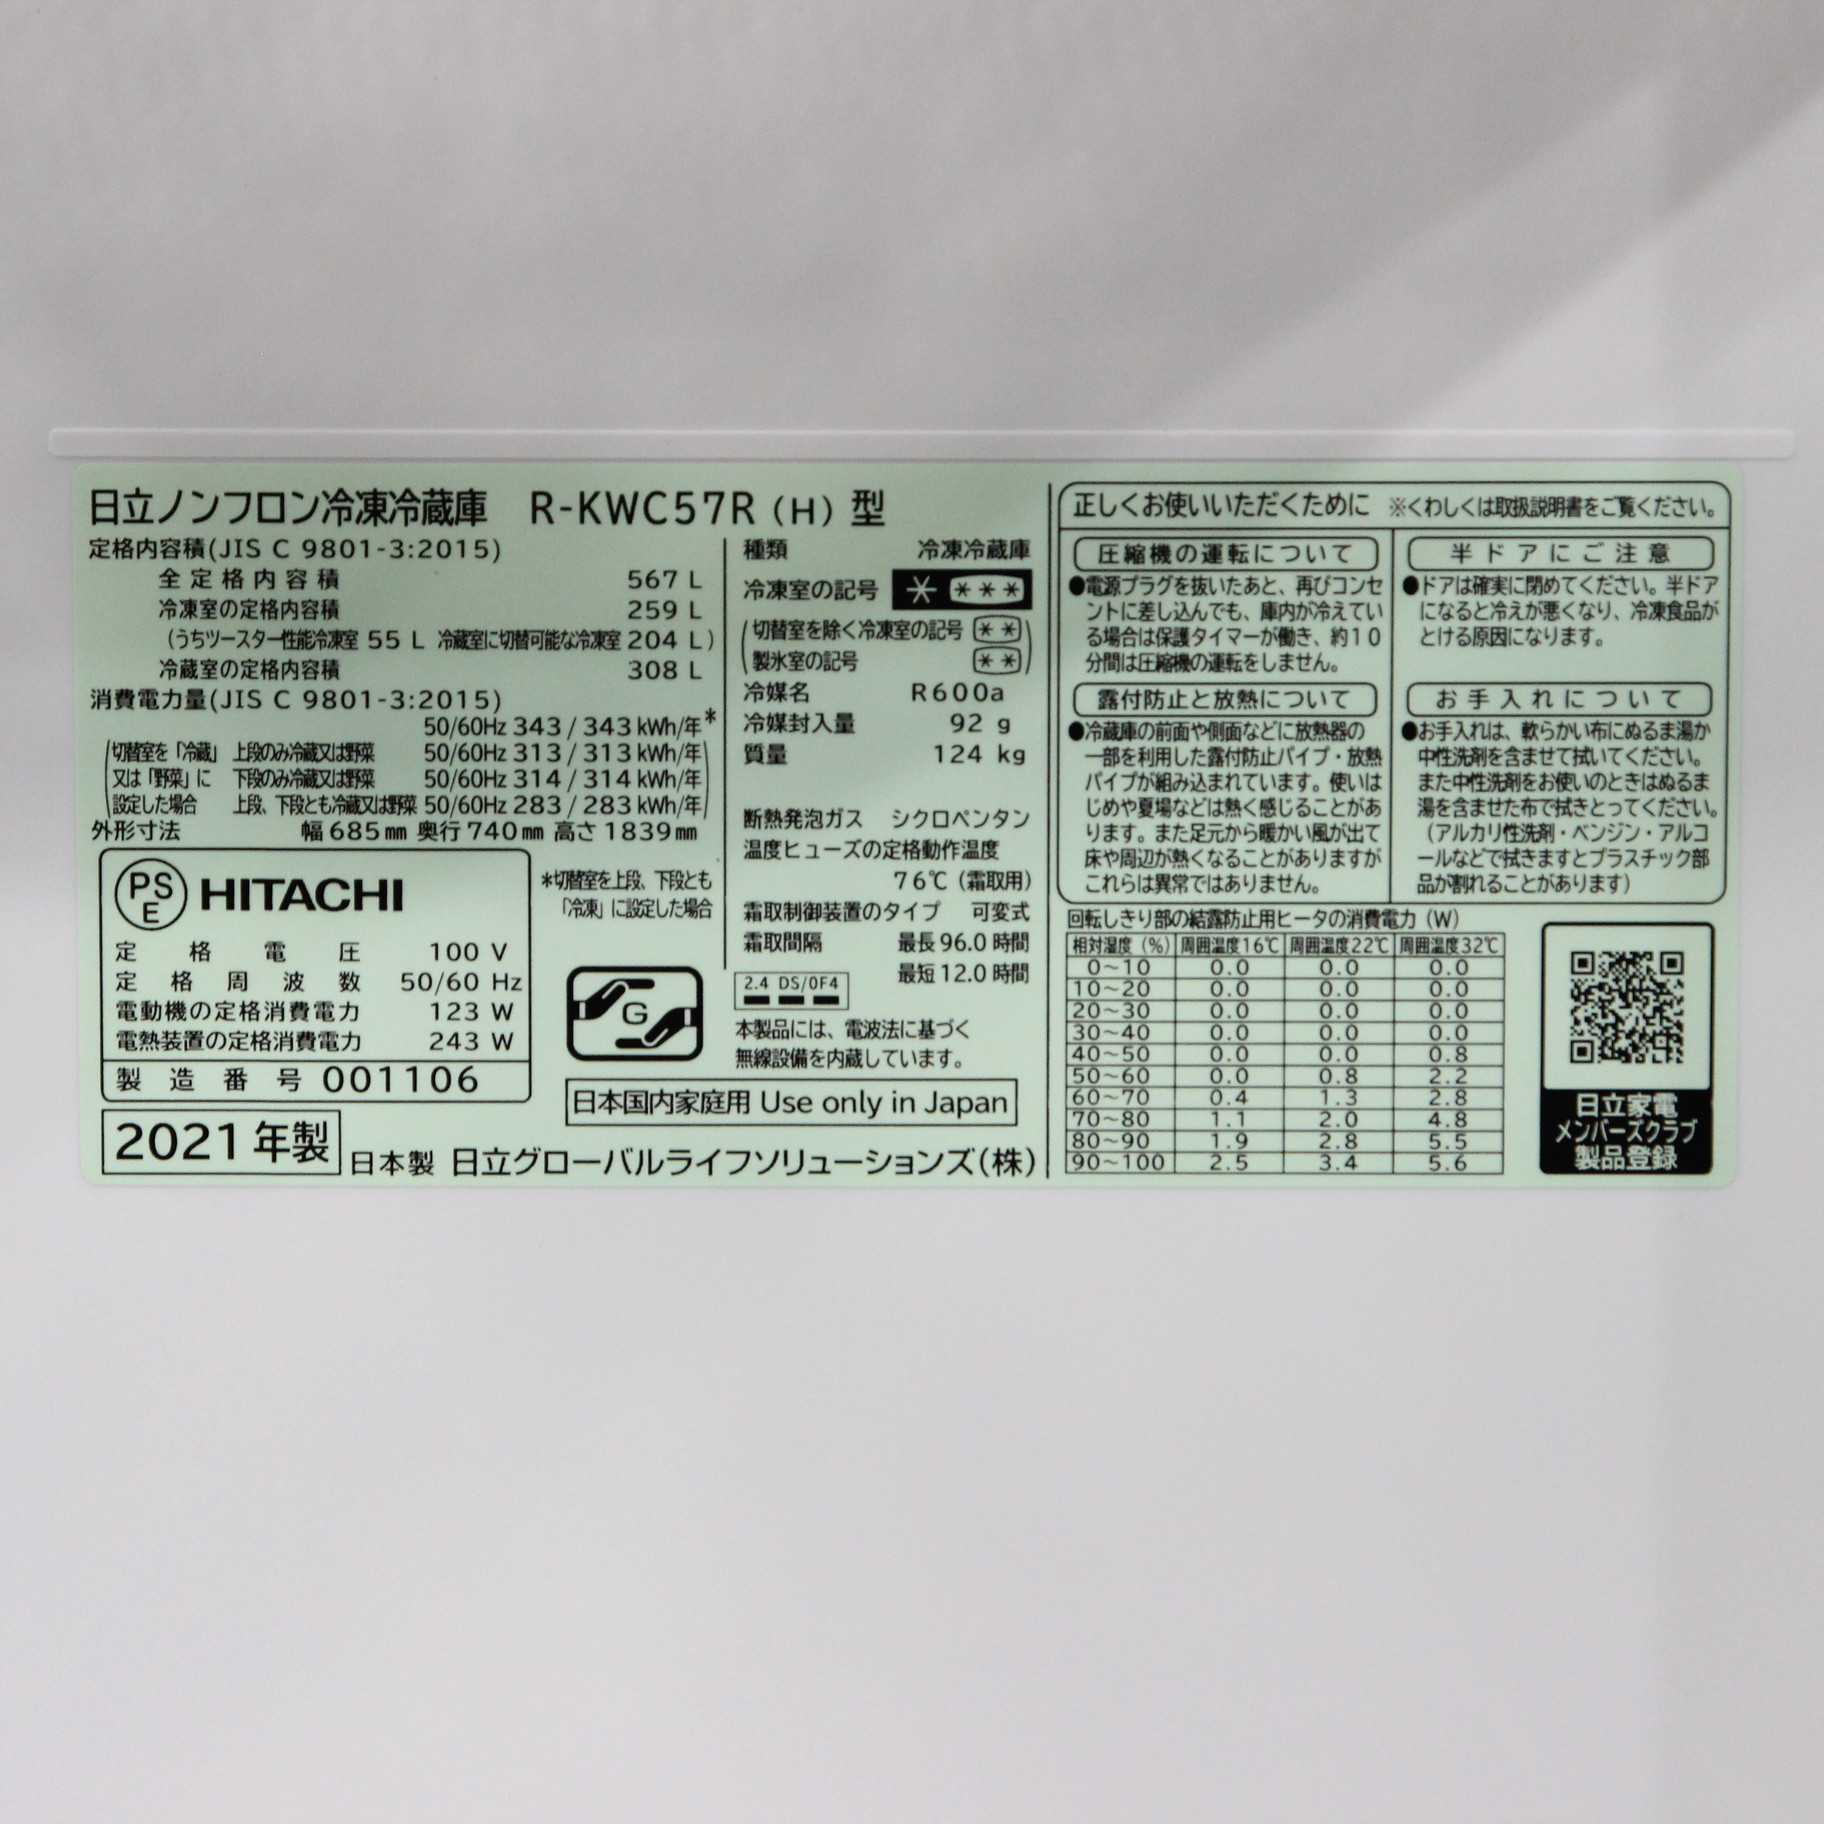 日立ノンフロン冷凍冷蔵庫 R-KWC57R (H) 型
定格内容積(JIS C 9801-3:2015)
全定格内容積 567 L
冷凍室の定格内容積 259 L
(うちツースター性能冷凍室 55 L 冷蔵室に切替可能な冷凍室 204 L)
冷蔵室の定格内容積 308 L
消費電力量(JIS C 9801-3:2015)
50/60Hz 343 / 343 kWh/年*
(切替室を「冷蔵」 上段のみ冷蔵又は野菜 50/60Hz 313 / 313 kWh/年
又は「野菜」に 下段のみ冷蔵又は野菜 50/60Hz 314 / 314 kWh/年
設定した場合 上段、下段とも冷蔵又は野菜 50/60Hz 283 / 283 kWh/年)
外形寸法 幅 685㎜ 奥行 740㎜ 高さ 1839㎜
PS
E
HITACHI
定格電圧 100 V
定格周波数 50/60 Hz
電動機の定格消費電力 123 W
電熱装置の定格消費電力 243 W
製造番号 001106
*切替室を上段、下段とも
「冷凍」に設定した場合
G
2021年製
日本製 日立グローバルライフソリューションズ(株)
種類 冷凍冷蔵庫
冷凍室の記号 * ***
(切替室を除く冷凍室の記号 **
製氷室の記号 **)
冷媒名 R600a
冷媒封入量 92 g
質量 124 kg
断熱発泡ガス シクロペンタン
温度ヒューズの定格動作温度
76℃(霜取用)
霜取制御装置のタイプ 可変式
霜取間隔 最長 96.0 時間
最短 12.0 時間
2.4 DS/OF4
本製品には、電波法に基づく
無線設備を内蔵しています。
日本国内家庭用 Use only in Japan
正しくお使いいただくために ※くわしくは取扱説明書をご覧ください。
圧縮機の運転について
●電源プラグを抜いたあと、再びコンセ
ントに差し込んでも、庫内が冷えてい
る場合は保護タイマーが働き、約10
分間は圧縮機の運転をしません。
露付防止と放熱について
●冷蔵庫の前面や側面などに放熱器の
一部を利用した露付防止パイプ・放熱
パイプが組み込まれています。使いは
じめや夏場などは熱く感じることがあ
ります。また足元から暖かい風が出て
床や周辺が熱くなることがありますが
これらは異常ではありません。
半ドアにご注意
●ドアは確実に閉めてください。半ドア
になると冷えが悪くなり、冷凍食品が
とける原因になります。
お手入れについて
●お手入れは、軟らかい布にぬるま湯か
中性洗剤を含ませて拭いてください。
また中性洗剤をお使いのときはぬるま
湯を含ませた布で拭きとってください。
(アルカリ性洗剤・ベンジン・アルコ
ールなどで拭きますとプラスチック部
品が割れることがあります)
回転しきり部の結露防止用ヒータの消費電力 (W)
相対湿度 (%) 周囲温度16℃ 周囲温度22℃ 周囲温度32℃
0~10 0.0 0.0 0.0
10~20 0.0 0.0 0.0
20~30 0.0 0.0 0.0
30~40 0.0 0.0 0.0
40~50 0.0 0.0 0.8
50~60 0.0 0.8 2.2
60~70 0.4 1.3 2.8
70~80 1.1 2.0 4.8
80~90 1.9 2.8 5.5
90~100 2.5 3.4 5.6
日立家電
メンバーズクラブ
製品登録